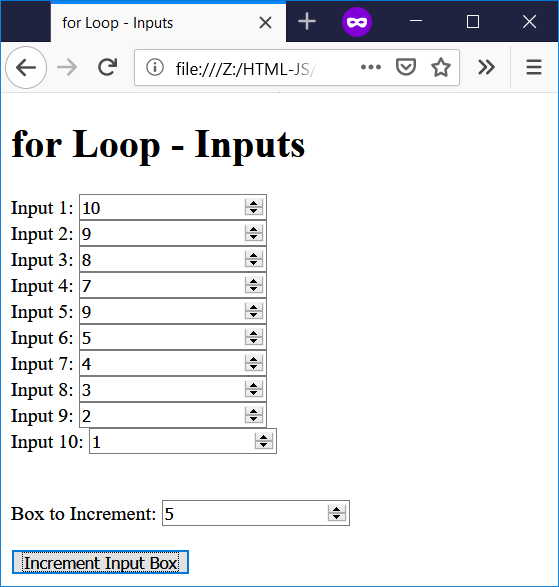 for Loop - Inputs
file:///Z:/HTML-JS/
for Loop - Inputs
Input 1: 10
Input 2: 9
Input 3: 8
Input 4: 7
Input 5: 9
Input 6: 5
Input 7: 4
Input 8: 3
Input 9: 2
Input 10: 1
Box to Increment: 5
Increment Input Box